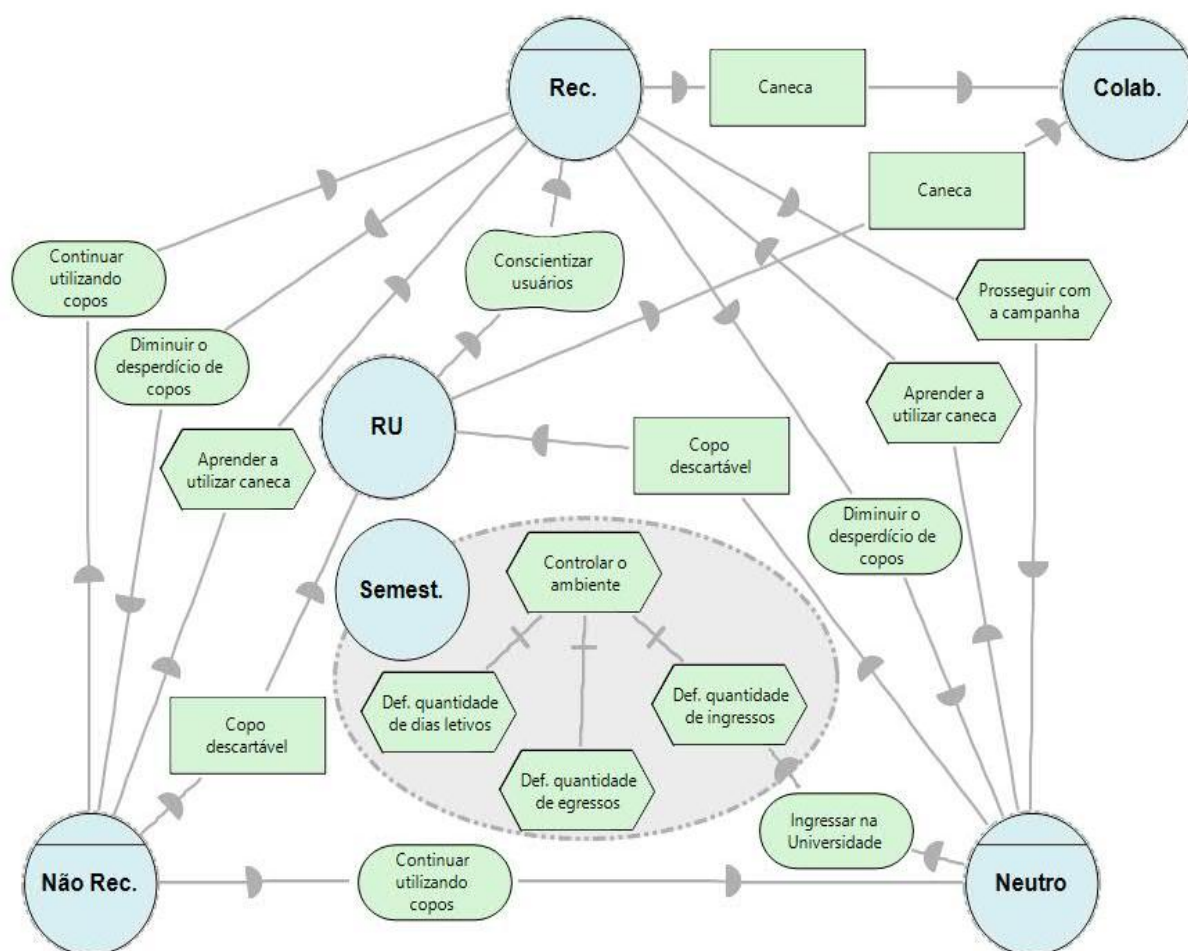 Rec.
Caneca
Colab.
Caneca
Continuar
utilizando
copos
Conscientizar
usuários
Prosseguir com
a campanha
Diminuir o
desperdício de
copos
Aprender a
utilizar caneca
RU
Aprender a
utilizar caneca
Copo
descartável
Diminuir o
desperdício de
copos
Semest.
Controlar o
ambiente
Def. quantidade
de dias letivos
Def. quantidade
de ingressos
Copo
descartável
Def. quantidade
de egressos
Ingressar na
Universidade
Não Rec.
Continuar
utilizando
copos
Neutro